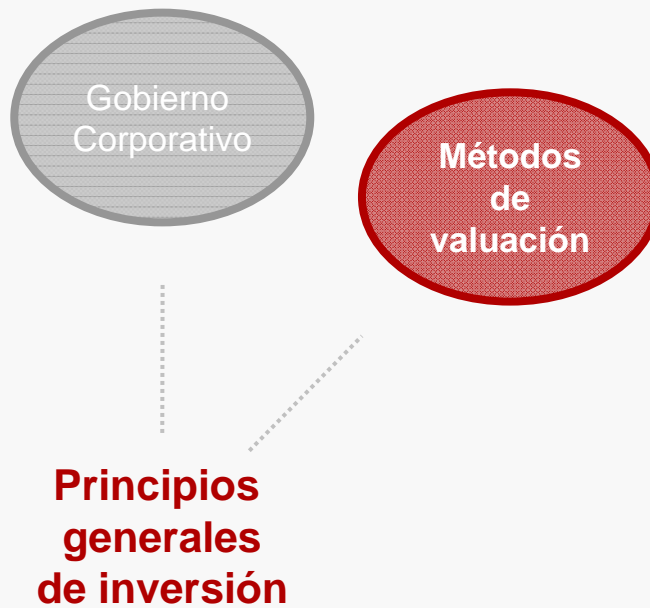 Gobierno
Corporativo
Métodos
de
valuación
Principios
generales
de inversión